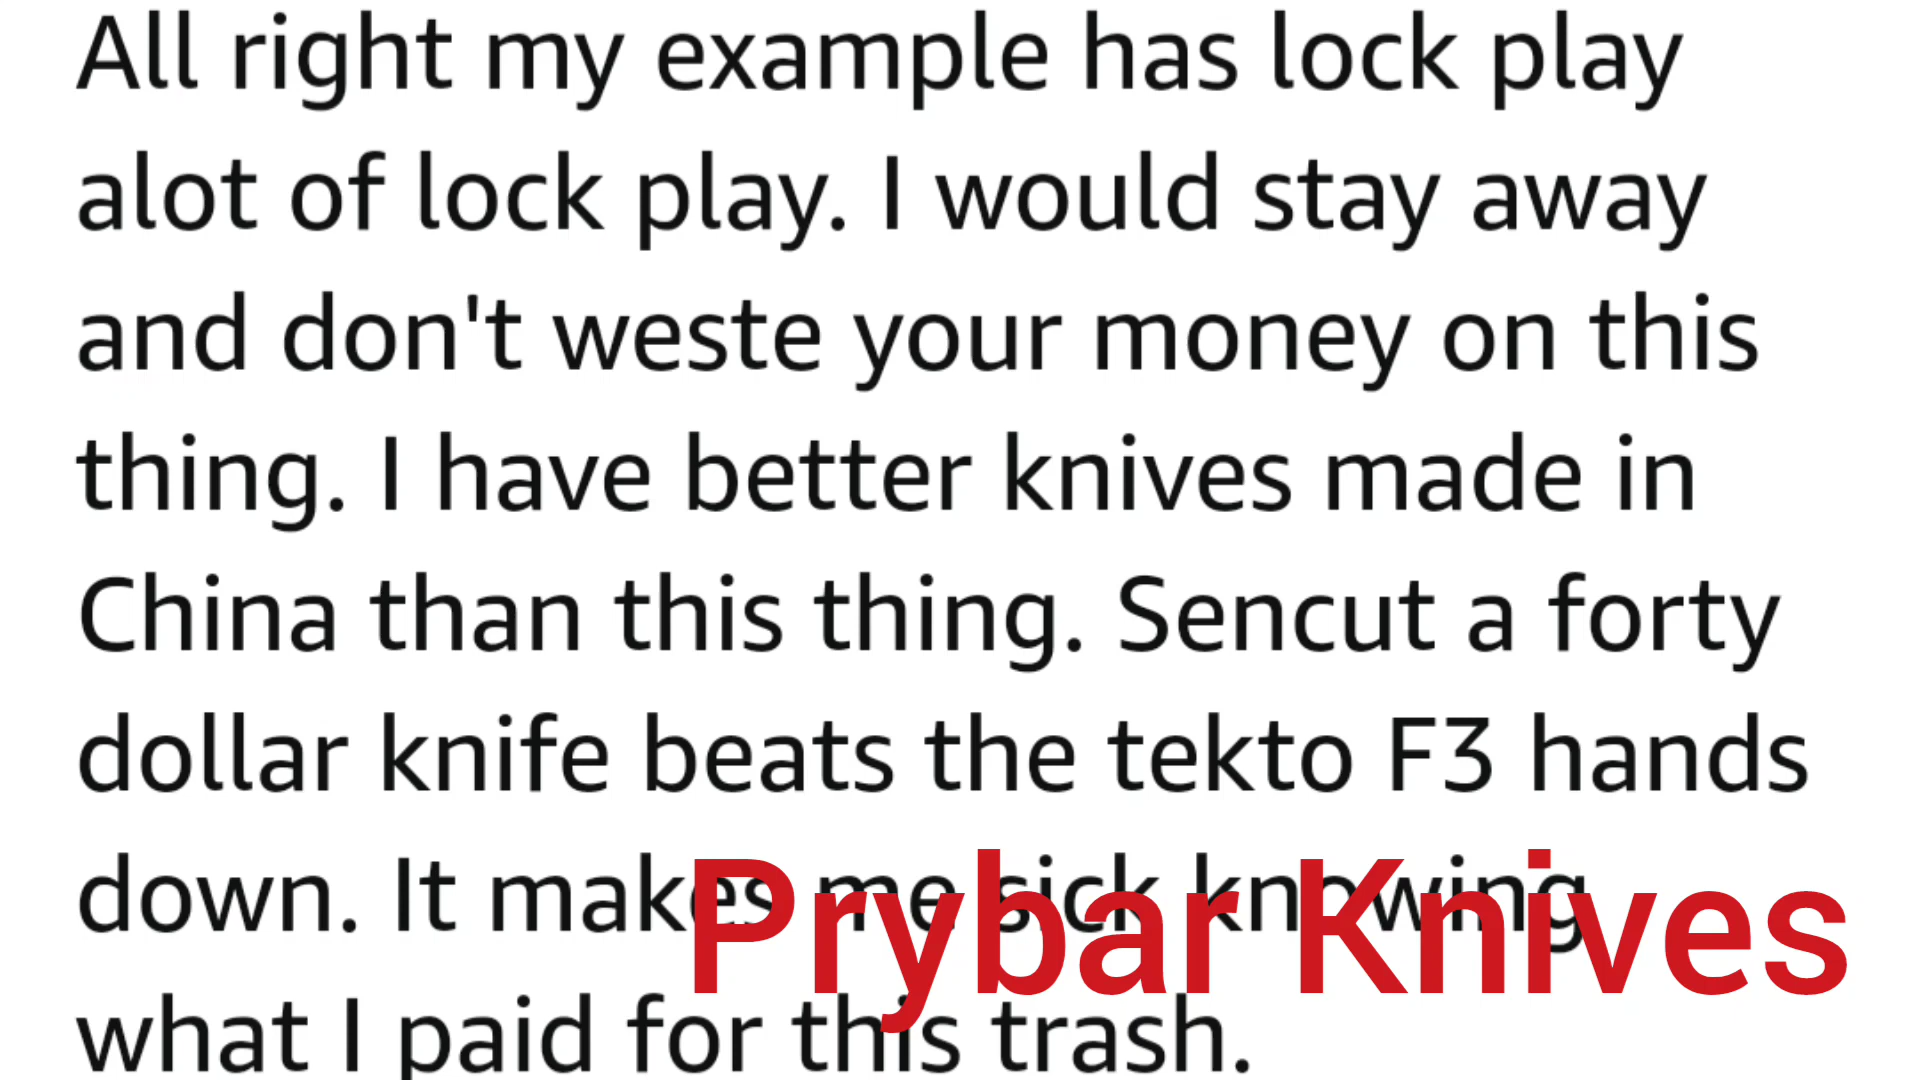 All right my example has lock play
alot of lock play. I would stay away
and don't weste your money on this
thing. I have better knives made in
China than this thing. Sencut a forty
dollar knife beats the tekto F3 hands
down. It makes me sick knowing
Prybar Knives
what I paid for this trash.